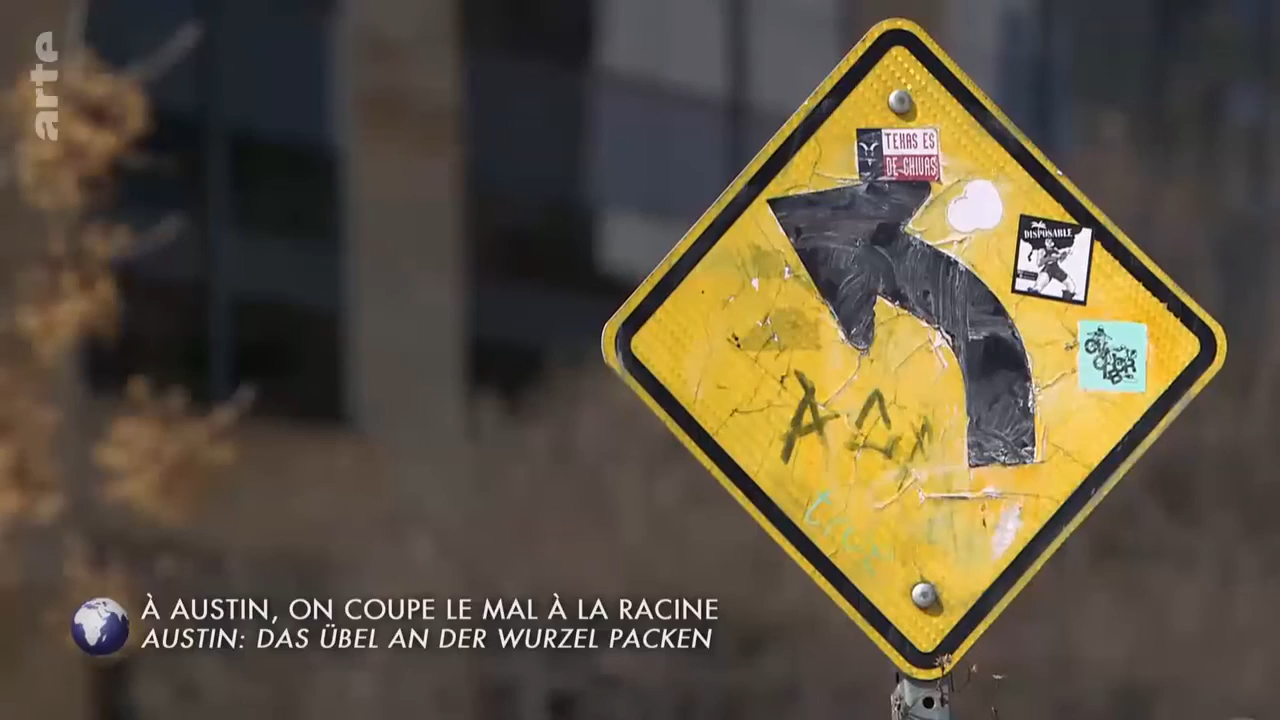 arte
TEXAS ES
DE CHIVAS
DISPOSABLE
À AUSTIN, ON COUPE LE MAL À LA RACINE
AUSTIN: DAS ÜBEL AN DER WURZEL PACKEN